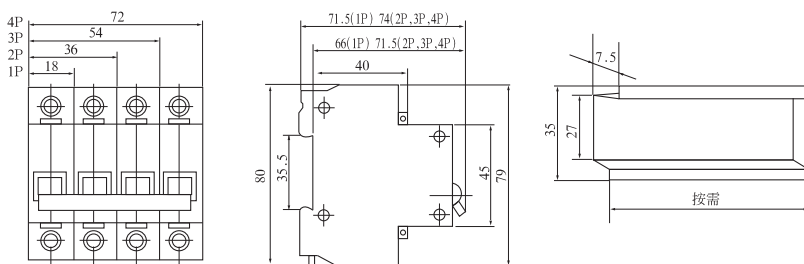 4P 72
3P 54
2P 36
1P 18
71.5(1P) 74(2P,3P,4P)
66(1P) 71.5(2P,3P,4P)
40
80
35.5
45
79
7.5
35
27
按需